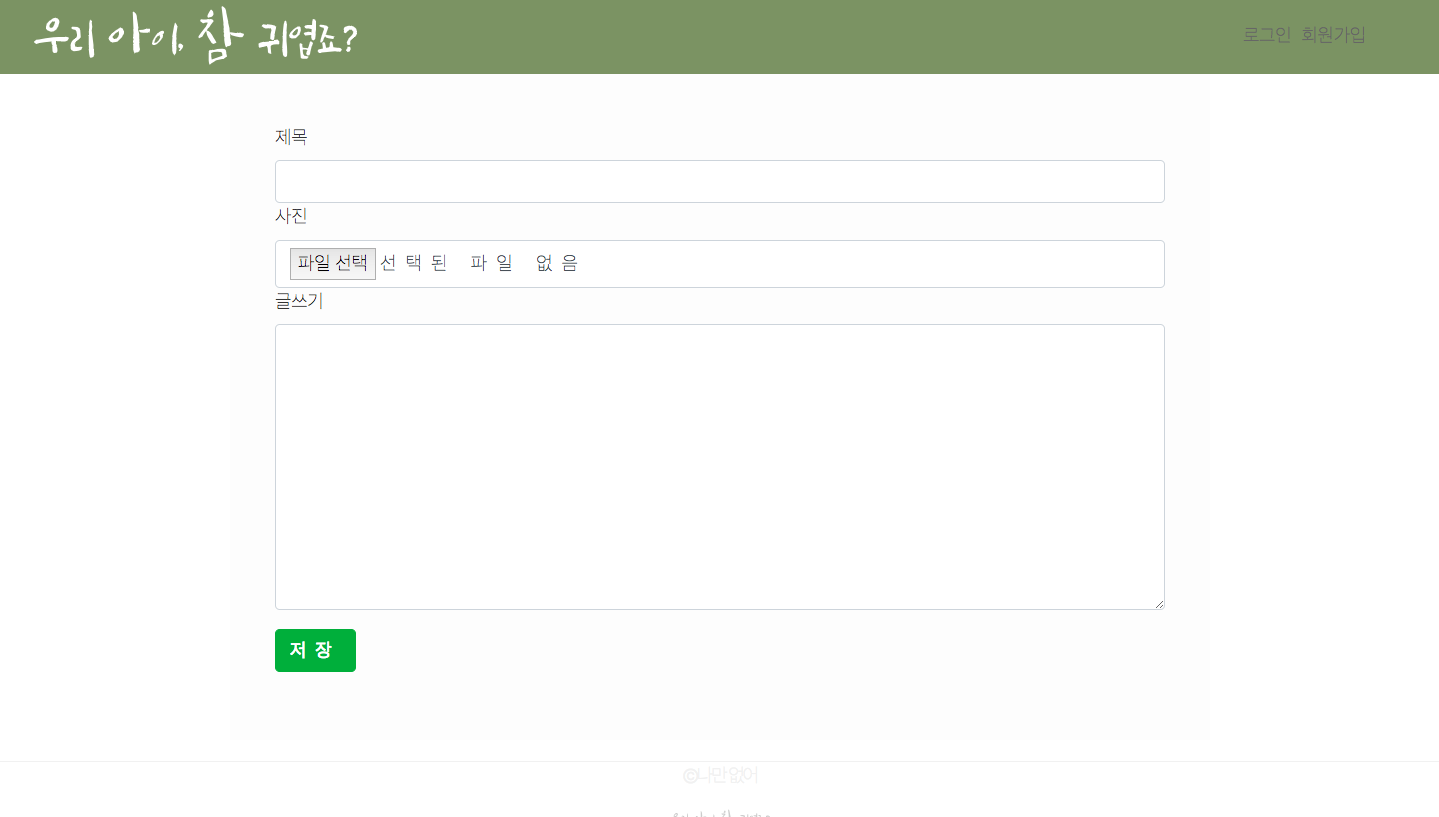 우리 아이, 참 귀엽죠?
로그인 회원가입
제목
사진
파일 선택 선택된 파일 없음
글쓰기
저장
©나만없어